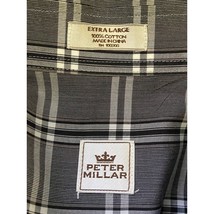 EXTRA LARGE
100% COTTON
MADE IN CHINA
PETER
MILLAR